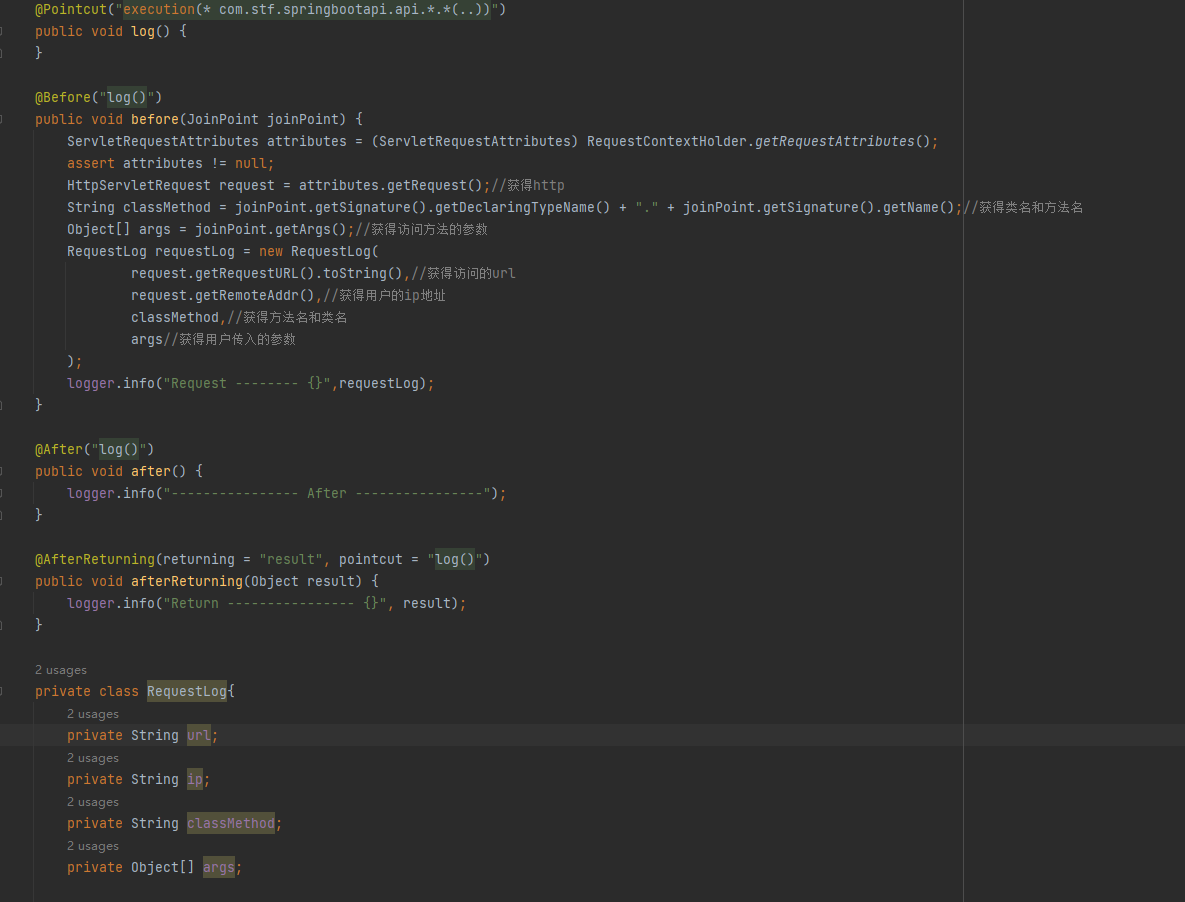 @Pointcut("execution(* com.stf.springbootapi.api.*.*(..))")
public void log() {
}
@Before("log()")
public void before(JoinPoint joinPoint) {
ServletRequestAttributes attributes = (ServletRequestAttributes) RequestContextHolder.getRequestAttributes();
assert attributes != null;
HttpServletRequest request = attributes.getRequest();//获得http
String classMethod = joinPoint.getSignature().getDeclaringTypeName() + "." + joinPoint.getSignature().getName();//获得类名和方法名
Object[] args = joinPoint.getArgs();//获得访问方法的参数
RequestLog requestLog = new RequestLog(
request.getRequestURL().toString(),//获得访问的url
request.getRemoteAddr(),//获得用户的ip地址
classMethod,//获得方法名和类名
args//获得用户传入的参数
);
logger.info("Request -------- {}",requestLog);
}
@After("log()")
public void after() {
logger.info("---------------- After ----------------");
}
@AfterReturning(returning = "result", pointcut = "log()")
public void afterReturning(Object result) {
logger.info("Return ---------------- {}", result);
}
2 usages
private class RequestLog{
2 usages
private String url;
2 usages
private String ip;
2 usages
private String classMethod;
2 usages
private Object[] args;